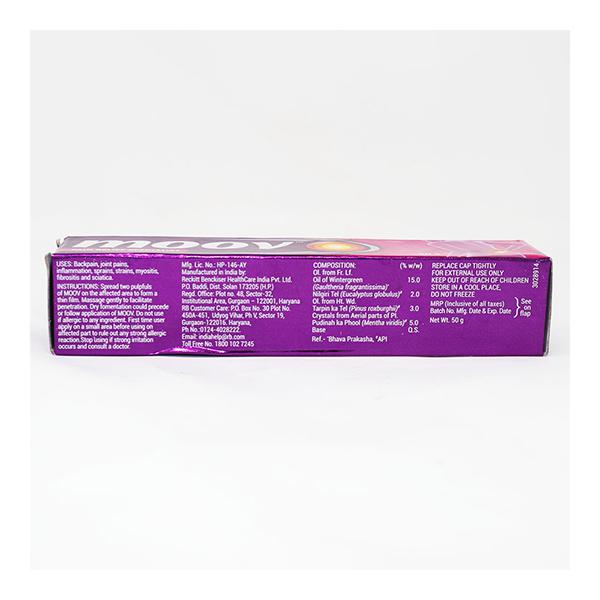 moov
USES: Backpain, joint pains,
inflammation, sprains, strains, myositis,
fibrositis and sciatica.
INSTRUCTIONS: Spread two pulpfuls
of MOOV on the affected area to form a
thin film, Massage gently to facilitate
penetration. Dry fomentation could precede
or follow application of MOOV. Do not use
if allergic to any ingredient. First time user
apply on a small area before using on
affected part to rule out any strong allergic
reaction.Stop using if strong irritation
occurs and consult a doctor.
Mfg. Lic. No.: HP-146-AY
Manufactured in India by:
Reckitt Benckiser HealthCare India Pvt. Ltd.
P.O. Baddi, Dist. Solan 173205 (H.P.)
Regd. Office: Plot no. 48, Sector-32,
Institutional Area, Gurgaon - 122001, Haryana
RB Customer Care: P.O. Box No. 30 Plot No.
450A-451, Udyog Vihar, Ph V, Sector 19,
Gurgaon-122016, Haryana,
Ph No.:0124-4028222.
Email: indiahelp@rb.com
Toll Free No. 1800 102 7245
COMPOSITION: (% w/w)
Ol. from Fr. Lf.
Oil of Wintergreen 15.0
(Gaultheria fragrantissima)
Nilgiri Tel (Eucalyptus globulus) 2.0
Ol. from Ht. Wd.
Tarpin ka Tel (Pinus roxburghii) 3.0
Crystals from Aerial parts of Pl.
Pudinah ka Phool (Mentha viridis) 5.0
Base Q.S.
Ref.- Bhava Prakasha, API
REPLACE CAP TIGHTLY
FOR EXTERNAL USE ONLY
KEEP OUT OF REACH OF CHILDREN
STORE IN A COOL PLACE,
DO NOT FREEZE
MRP (Inclusive of all taxes)
Batch No. Mfg. Date & Exp. Date
See on flap
Net Wt. 50 g
3028914